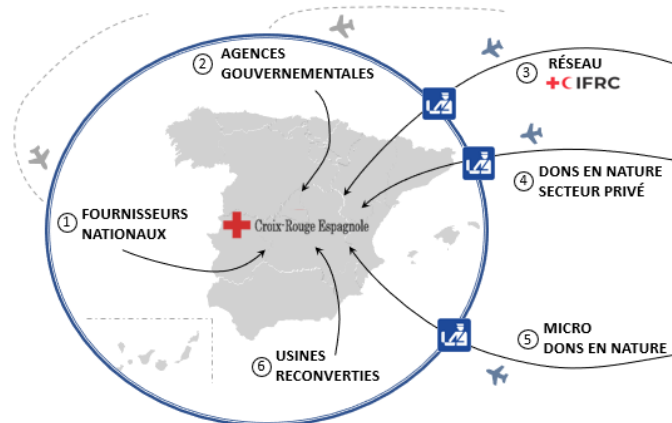 ② AGENCES
GOUVERNEMENTALES
③ RÉSEAU
IFRC
④ DONS EN NATURE
SECTEUR PRIVÉ
① FOURNISSEURS
NATIONAUX
Croix-Rouge Espagnole
⑤ MICRO
DONS EN NATURE
⑥ USINES
RECONVERTIES